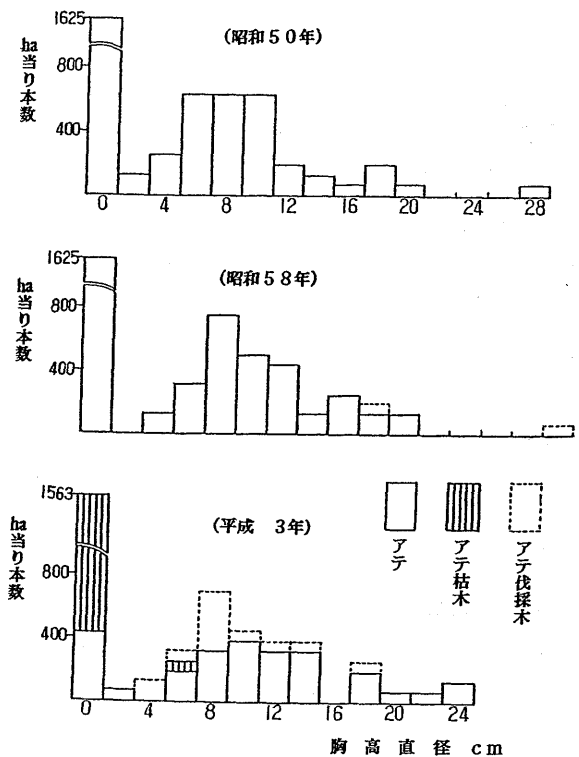 (昭和50年)
ha当り本数
1625
800
400
0 4 8 12 16 20 24 28
(昭和58年)
ha当り本数
1625
800
400
(平成 3年)
ha当り本数
1563
800
400
アテ
アテ枯木
アテ伐採木
0 4 8 12 16 20 24
胸高直径 cm